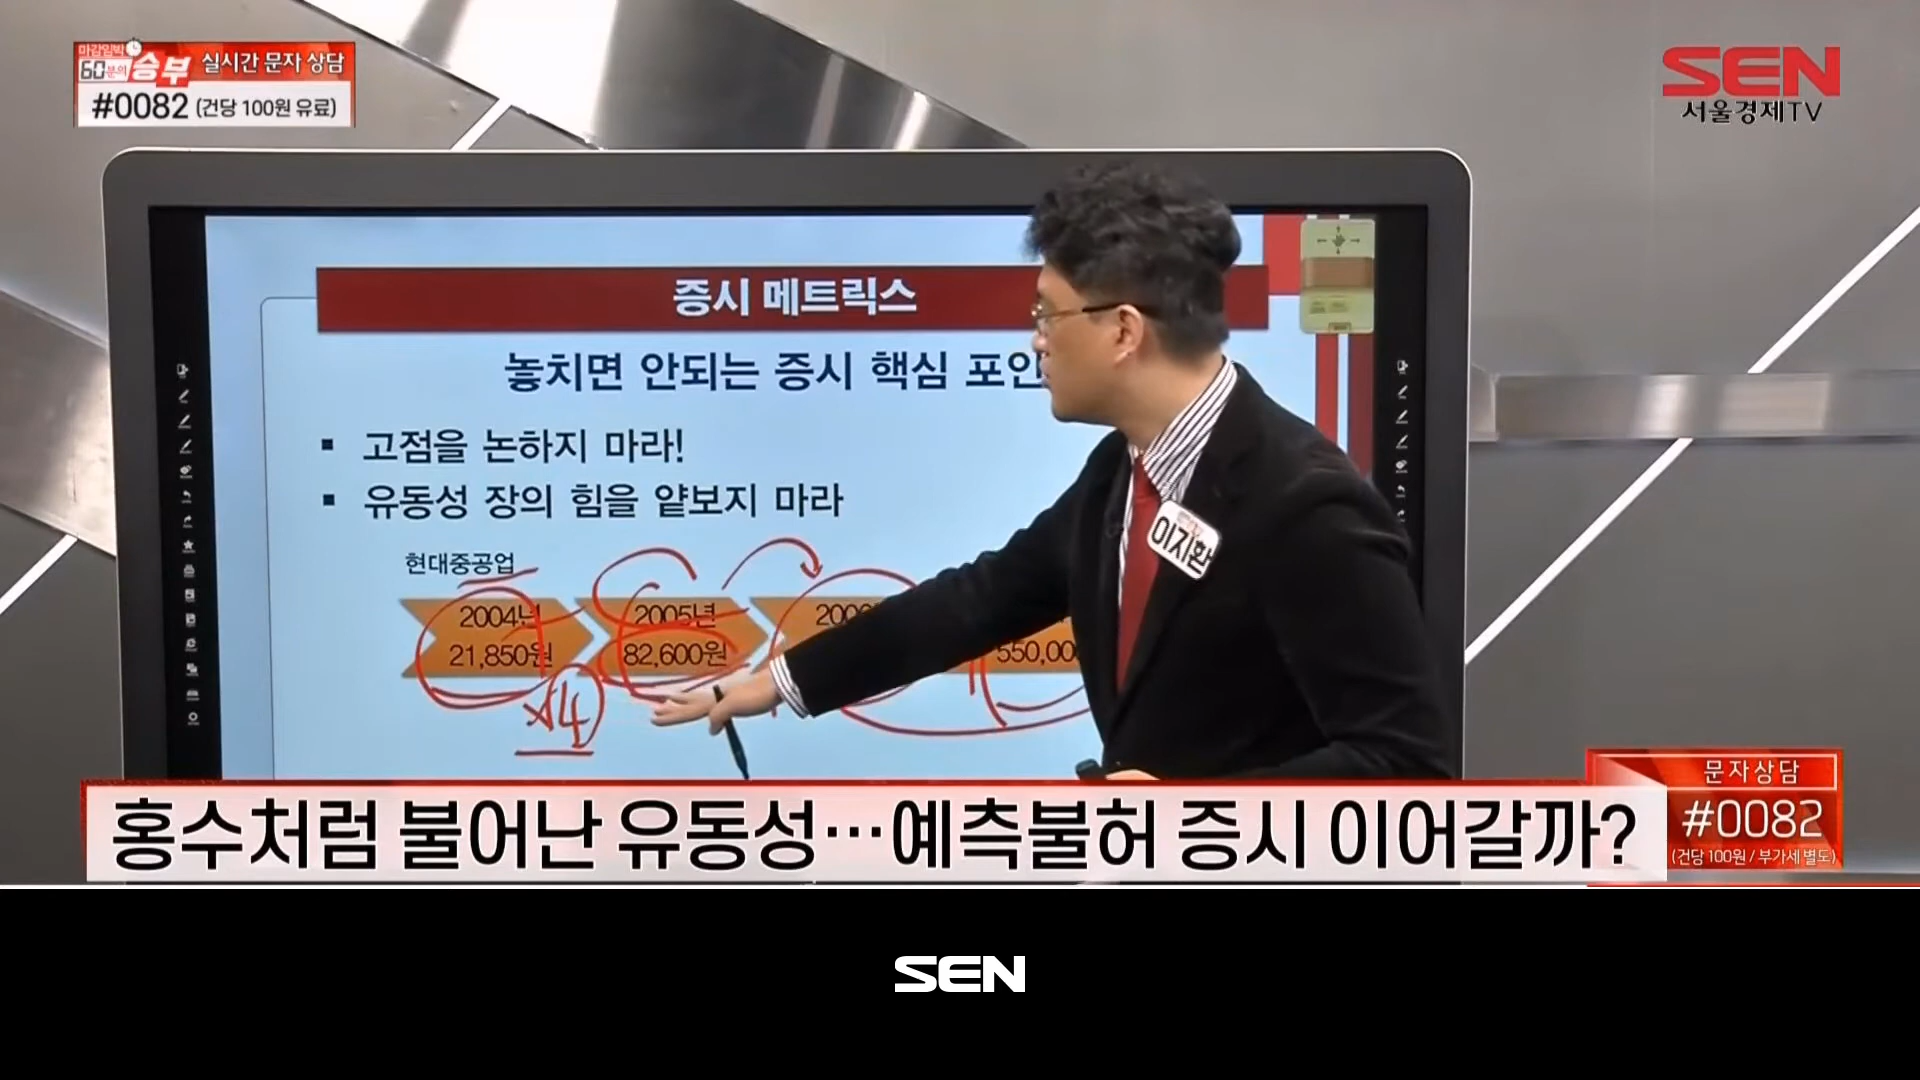 마감임박
60분의 승부 실시간 문자 상담
#0082 (건당 100원 유료)
SEN
서울경제TV
증시 메트릭스
놓치면 안되는 증시 핵심
▪ 고점을 논하지 마라!
▪ 유동성 장의 힘을 얕보지 마라
현대중공업
2004년 2005년
21,850원 82,600원
x4
이지환
문자상담
#0082
(건당 100원 / 부가세 별도)
홍수처럼 불어난 유동성…예측불허 증시 이어갈까?
SEN